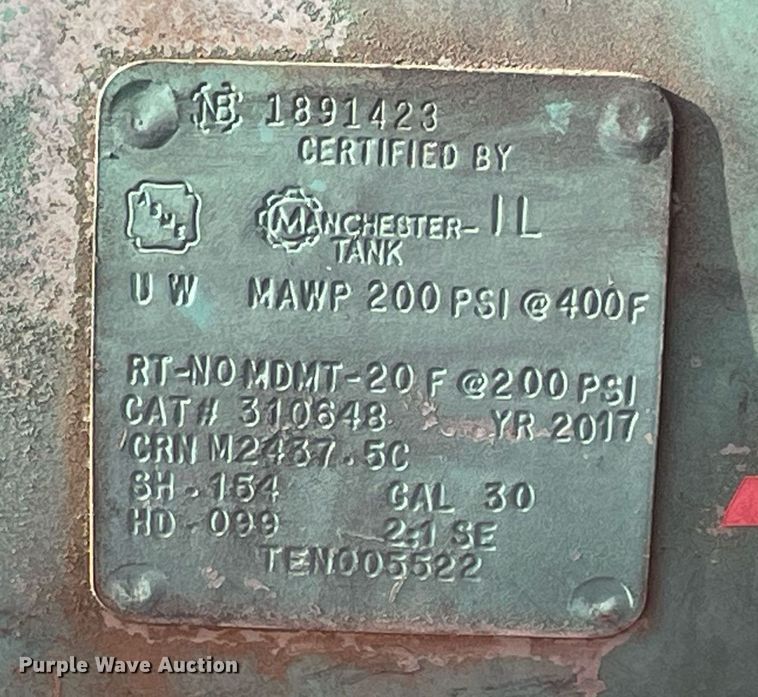 NB 1891423
CERTIFIED BY
ASME MANCHESTER-IL
TANK
U W MAWP 200 PSI @ 400F
RT-NO MDMT-20 F @ 200 PSI
CAT# 310648 YR 2017
CRN M2437.5C
SH .154 GAL 30
HD .099 2:1 SE
TEN005522
Purple Wave Auction